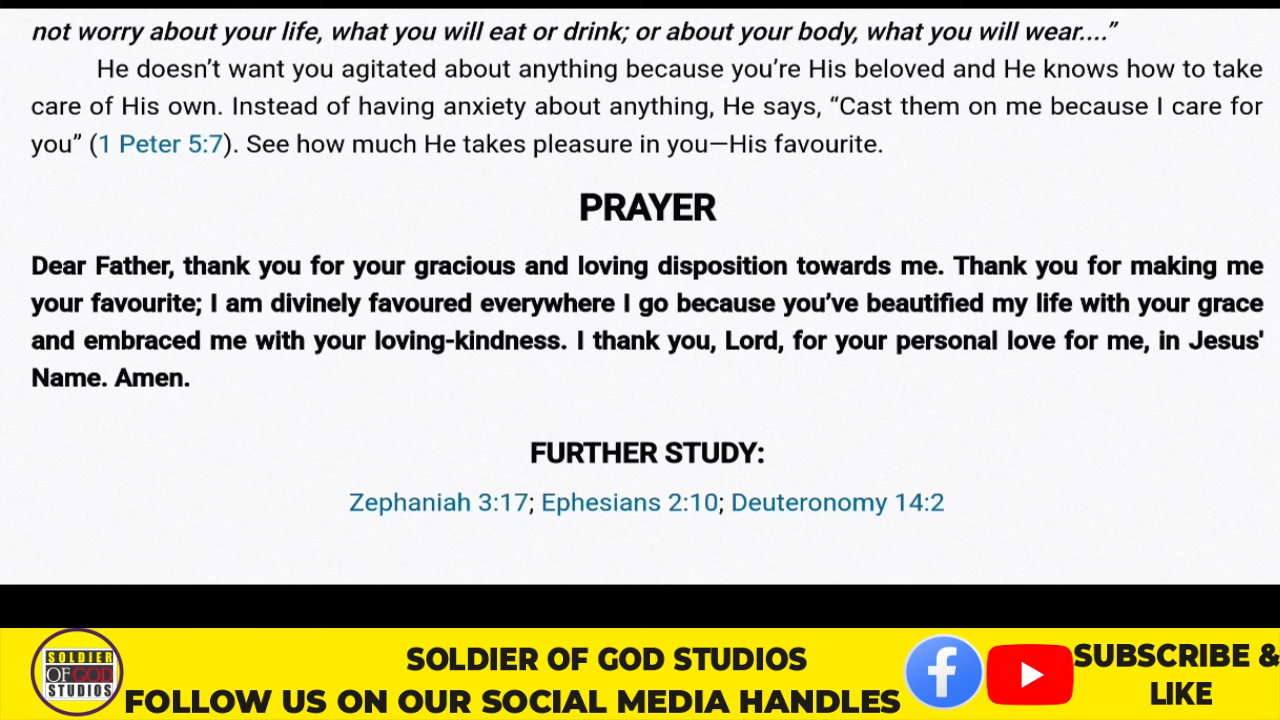 not worry about your life, what you will eat or drink; or about your body, what you will wear....”
He doesn’t want you agitated about anything because you’re His beloved and He knows how to take
care of His own. Instead of having anxiety about anything, He says, “Cast them on me because I care for
you” (1 Peter 5:7). See how much He takes pleasure in you—His favourite.
PRAYER
Dear Father, thank you for your gracious and loving disposition towards me. Thank you for making me
your favourite; I am divinely favoured everywhere I go because you’ve beautified my life with your grace
and embraced me with your loving-kindness. I thank you, Lord, for your personal love for me, in Jesus'
Name. Amen.
FURTHER STUDY:
Zephaniah 3:17; Ephesians 2:10; Deuteronomy 14:2
SOLDIER
OF GOD
STUDIOS
SOLDIER OF GOD STUDIOS
FOLLOW US ON OUR SOCIAL MEDIA HANDLES
f
SUBSCRIBE &
LIKE